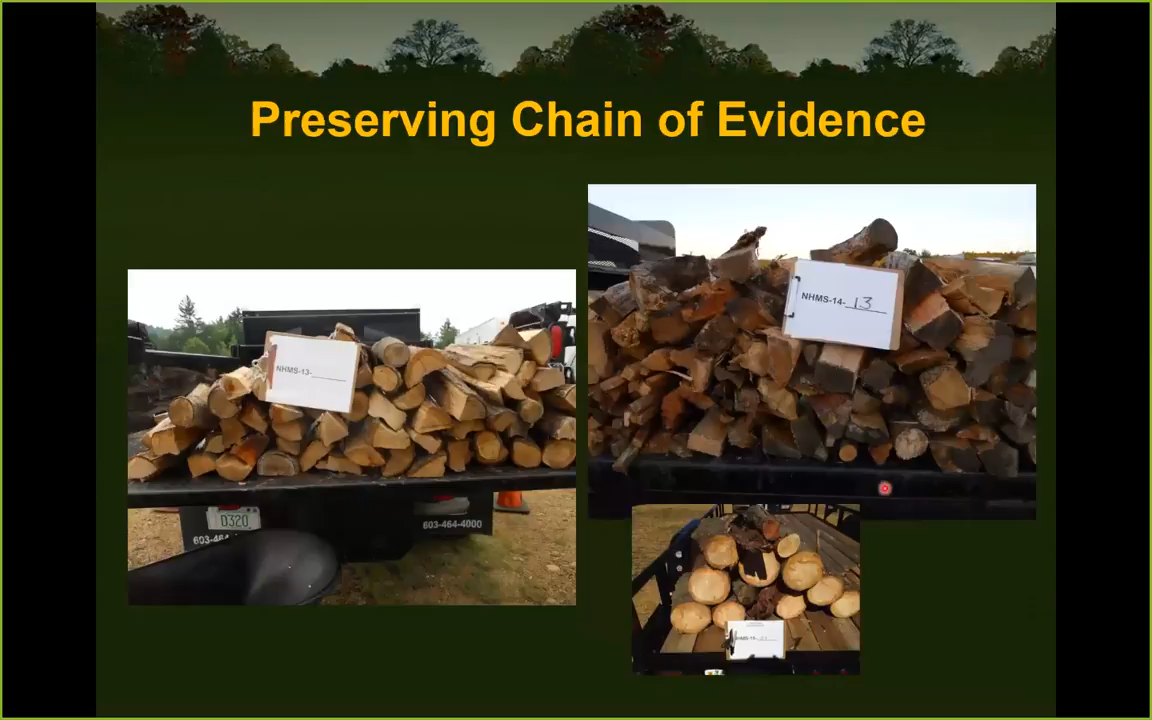 Preserving Chain of Evidence
NHMS-14- 13
NHMS-13-
D320
603-464-4000